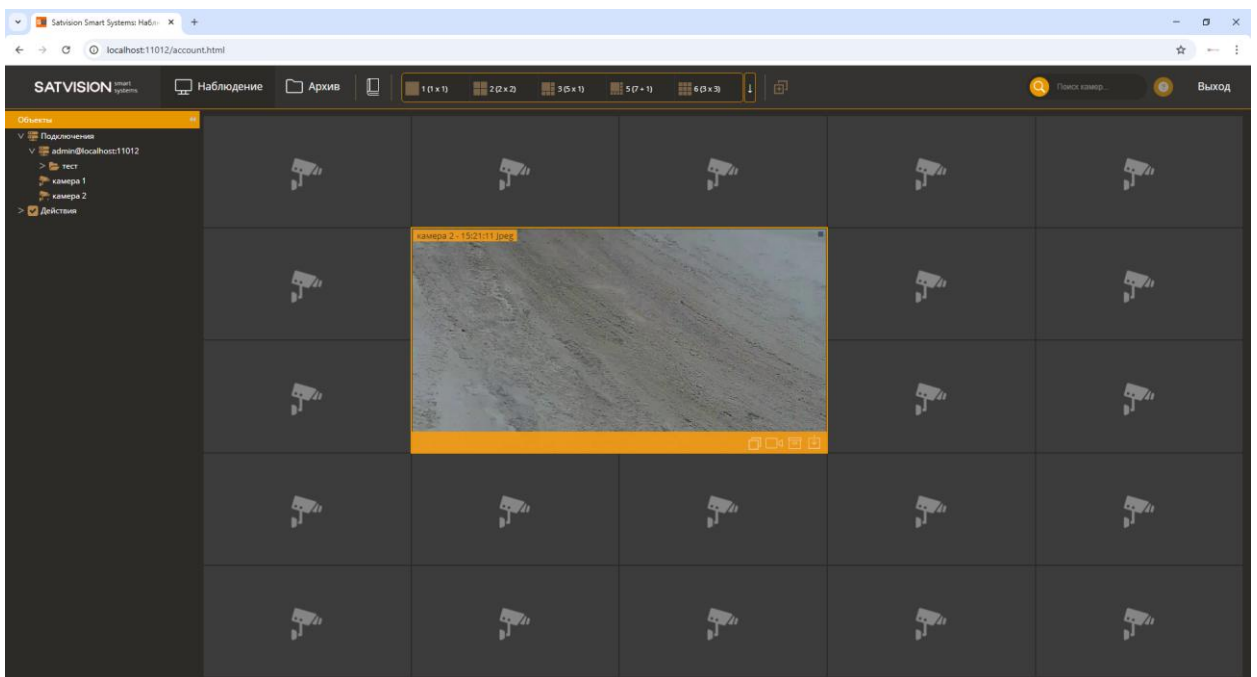 Satvision Smart Systems: Набл
localhost:11012/account.html
SATVISION smart systems
Наблюдение
Архив
1 (1 x 1)
2 (2 x 2)
3 (5 x 1)
5 (7 + 1)
6 (3 x 3)
Поиск камер...
Выход
Объекты
Подключения
admin@localhost:11012
тест
камера 1
камера 2
Действия
камера 2 - 15:21:11 jpeg